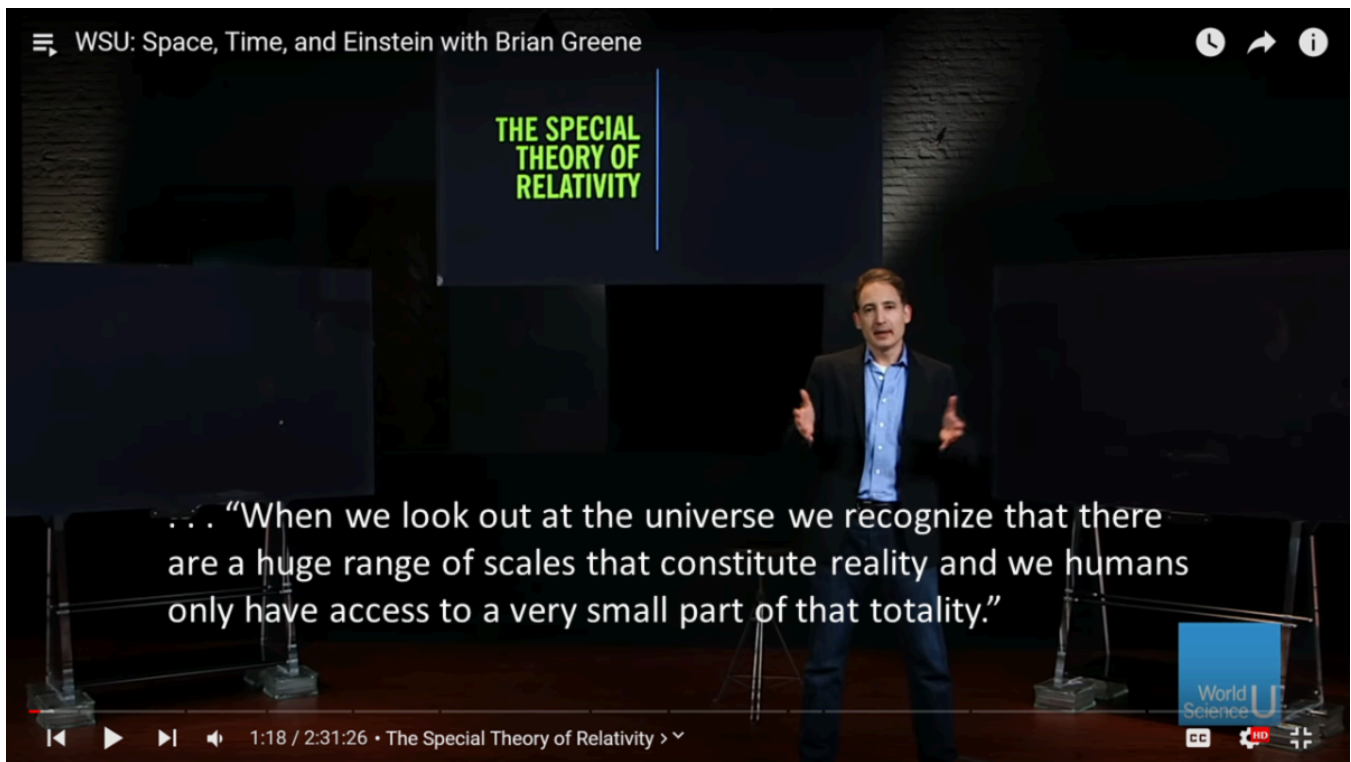 WSU: Space, Time, and Einstein with Brian Greene
THE SPECIAL
THEORY OF
RELATIVITY
. . . “When we look out at the universe we recognize that there
are a huge range of scales that constitute reality and we humans
only have access to a very small part of that totality.”
World
Science U
1:18 / 2:31:26 • The Special Theory of Relativity >
CC
HD